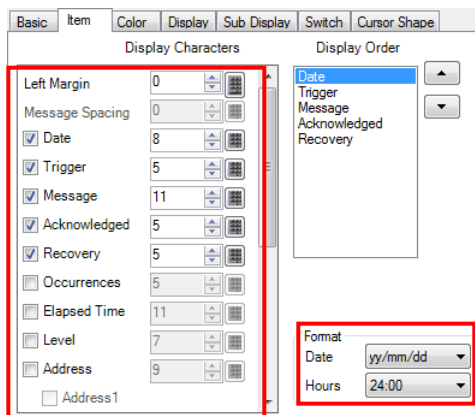 Basic Item Color Display Sub Display Switch Cursor Shape
Display Characters Display Order
Left Margin 0
Message Spacing 0
Date 8
Trigger 5
Message 11
Acknowledged 5
Recovery 5
Occurrences 5
Elapsed Time 11
Level 7
Address 9
Address1
Date
Trigger
Message
Acknowledged
Recovery
Format
Date yy/mm/dd
Hours 24:00